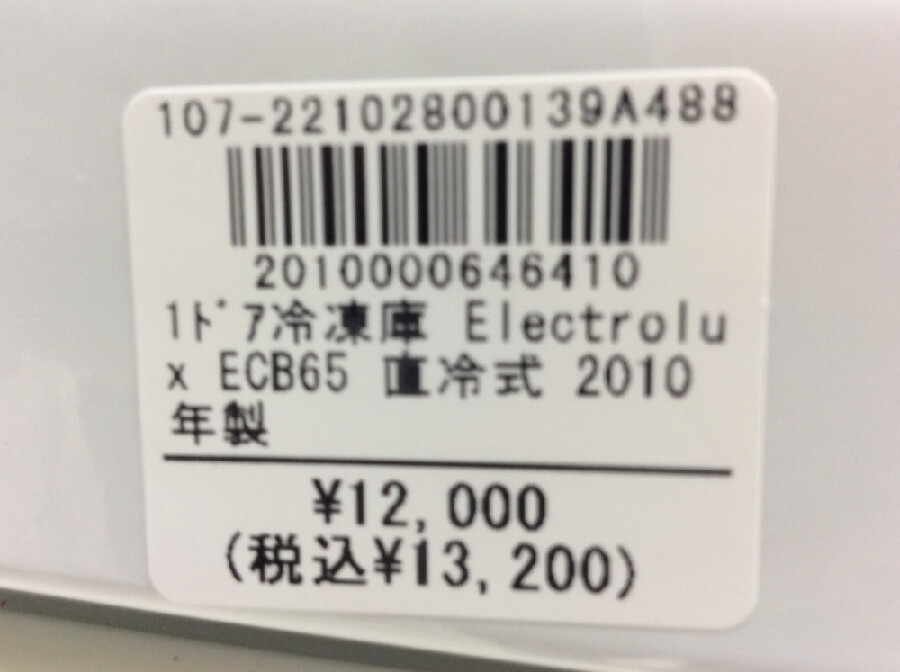 107-22102800139A488
2010000646410
1ﾄﾞｱ冷凍庫 Electrolu
x ECB65 直冷式 2010
年製
¥12,000
(税込¥13,200)